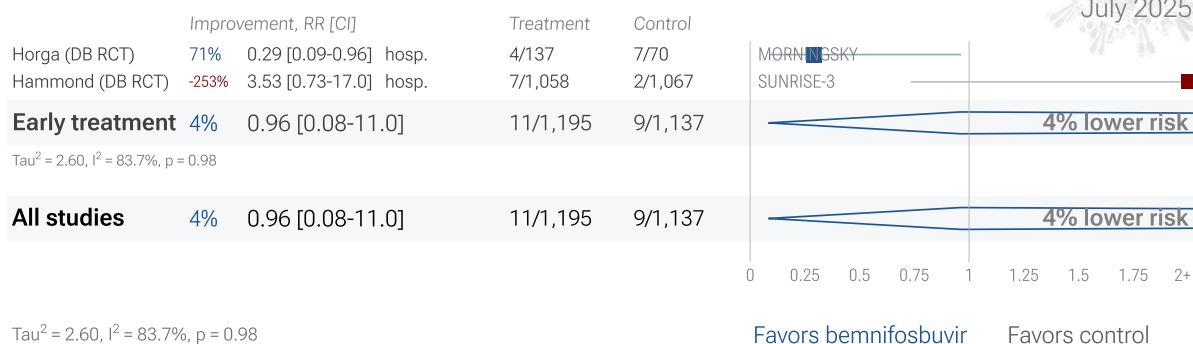 July 2025
Improvement, RR [CI] Treatment Control
Horga (DB RCT) 71% 0.29 [0.09-0.96] hosp. 4/137 7/70 MORNINGSKY
Hammond (DB RCT) -253% 3.53 [0.73-17.0] hosp. 7/1,058 2/1,067 SUNRISE-3
Early treatment 4% 0.96 [0.08-11.0] 11/1,195 9/1,137 4% lower risk
Tau² = 2.60, I² = 83.7%, p = 0.98
All studies 4% 0.96 [0.08-11.0] 11/1,195 9/1,137 4% lower risk
0 0.25 0.5 0.75 1 1.25 1.5 1.75 2+
Tau² = 2.60, I² = 83.7%, p = 0.98 Favors bemnifosbuvir Favors control